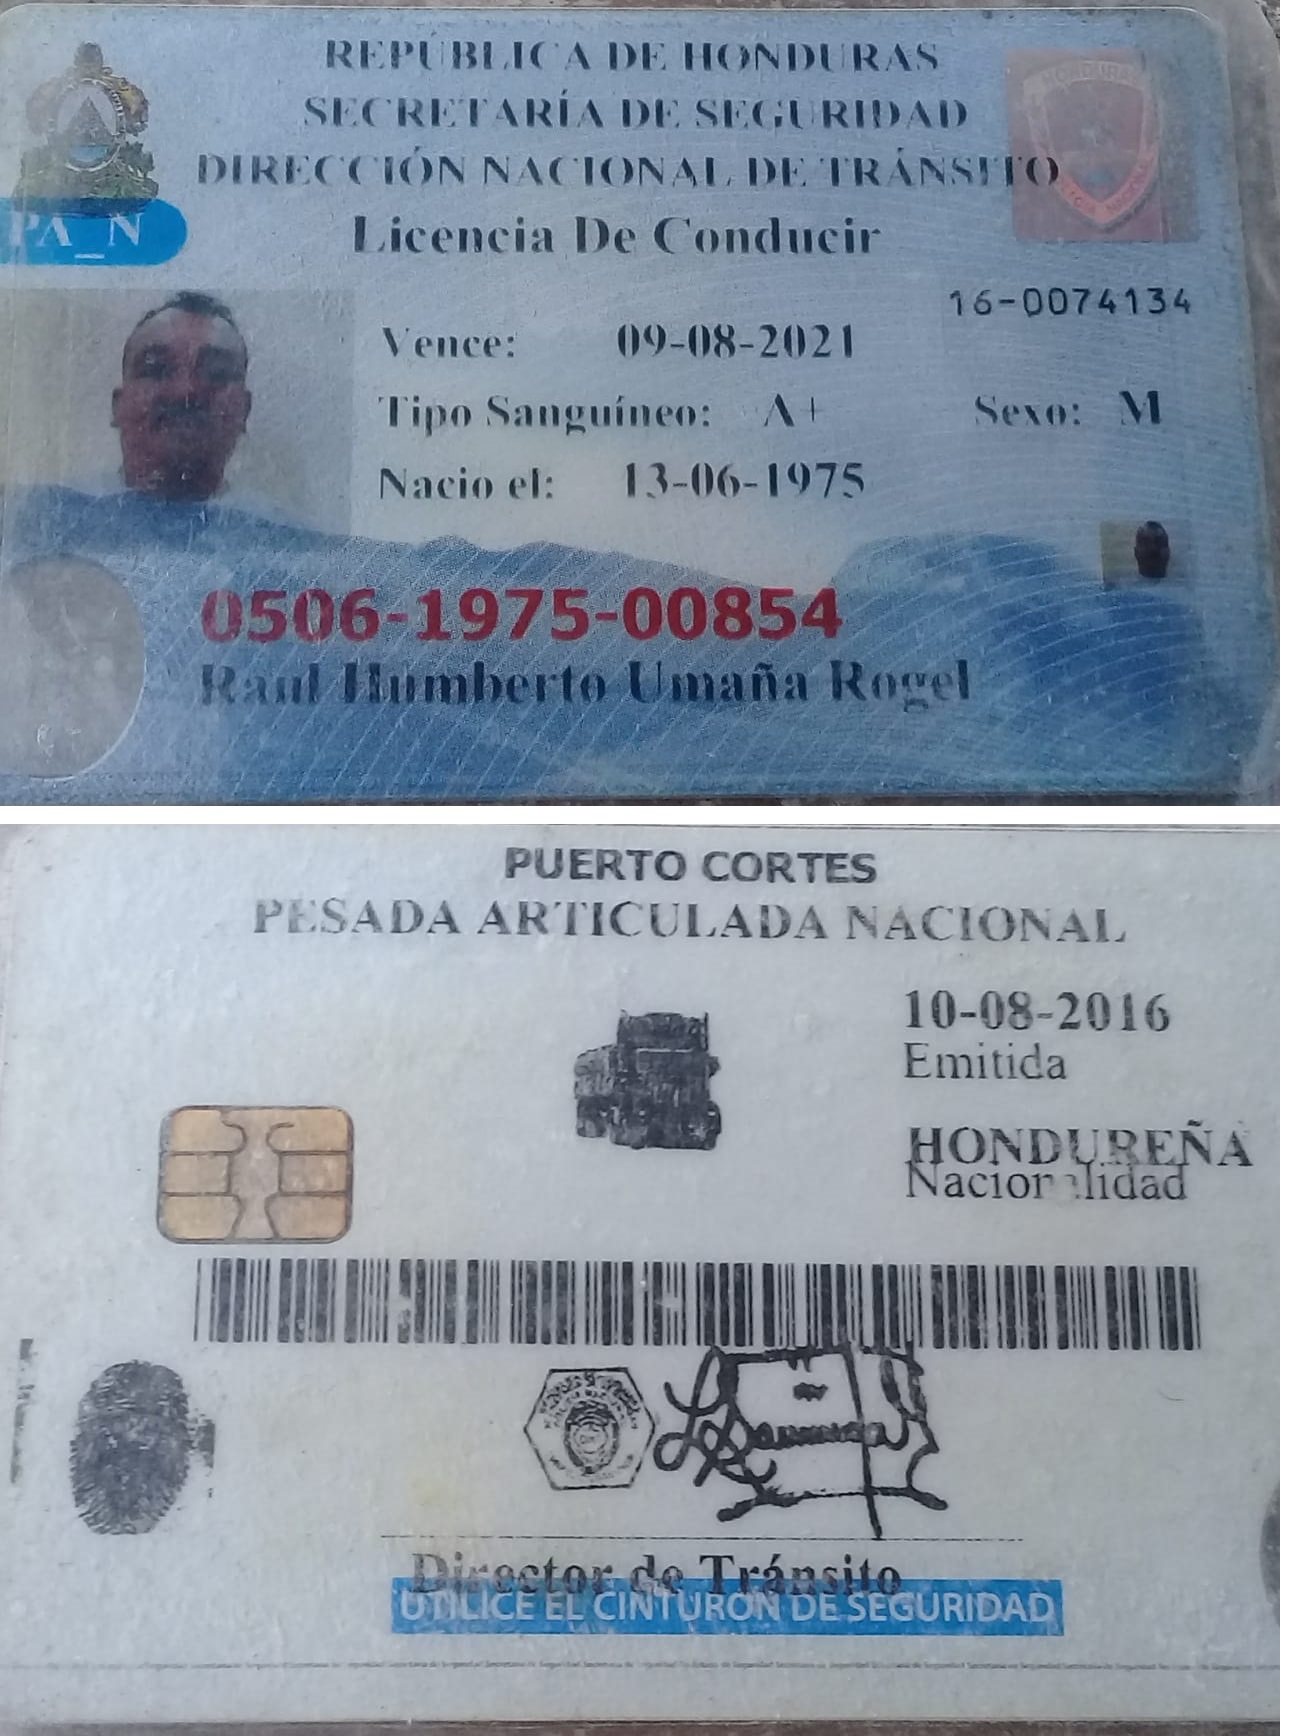 REPÚBLICA DE HONDURAS
SECRETARÍA DE SEGURIDAD
DIRECCIÓN NACIONAL DE TRÁNSITO
Licencia De Conducir
16-0074134
Vence: 09-08-2021
Tipo Sanguíneo: A+ Sexo: M
Nacio el: 13-06-1975
0506-1975-00854
Raul Humberto Umaña Rogel
PUERTO CORTES
PESADA ARTICULADA NACIONAL
10-08-2016
Emitida
HONDUREÑA
Nacionalidad
Director de Tránsito
UTILICE EL CINTURON DE SEGURIDAD